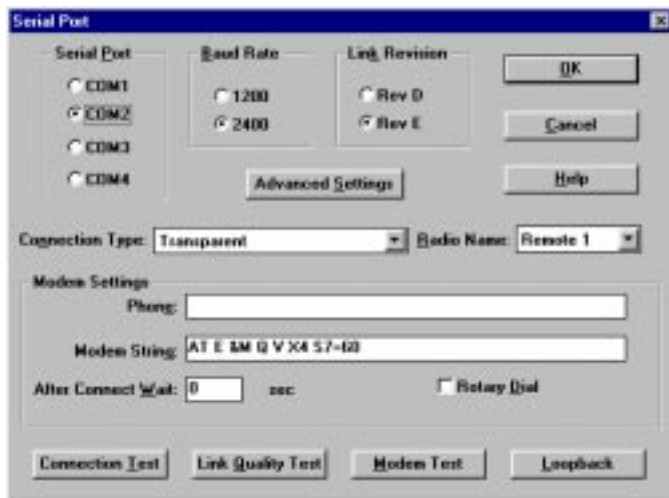 Serial Port
Serial Port
COM1
COM2
COM3
COM4
Baud Rate
1200
2400
Link Revision
Rev D
Rev E
OK
Cancel
Help
Advanced Settings
Connection Type: Transparent
Radio Name: Remote 1
Modem Settings
Phone:
Modem String: AT E &M Q V X4 S7=60
After Connect Wait: 0 sec
Rotary Dial
Connection Test
Link Quality Test
Modem Test
Loopback